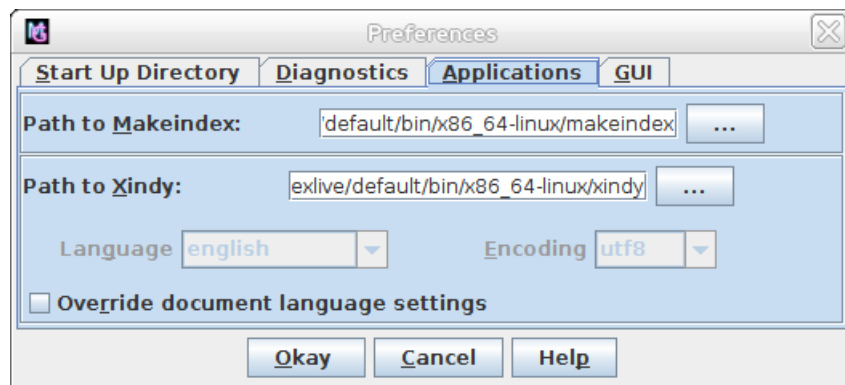 Preferences
Start Up Directory Diagnostics Applications GUI
Path to Makeindex: 'default/bin/x86_64-linux/makeindex ...
Path to Xindy: exlive/default/bin/x86_64-linux/xindy ...
Language english Encoding utf8
Override document language settings
Okay Cancel Help